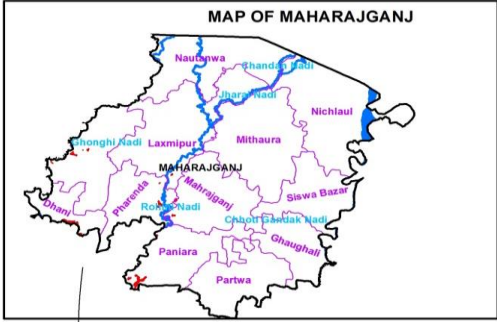 MAP OF MAHARAJGANJ
Nautanwa
Chandan Nadi
Jharai Nadi
Nichlaul
Ghonghi Nadi
Laxmipur
Mithaura
MAHARAJGANJ
Dhani
Pharenda
Mahrajganj
Siswa Bazar
Rohin Nadi
Chhoti Gandak Nadi
Ghaughali
Paniara
Partwa